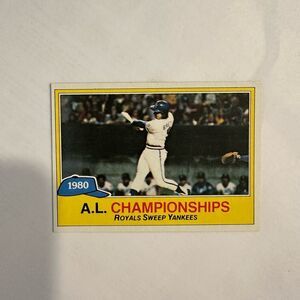 1980
A.L. CHAMPIONSHIPS
ROYALS SWEEP YANKEES